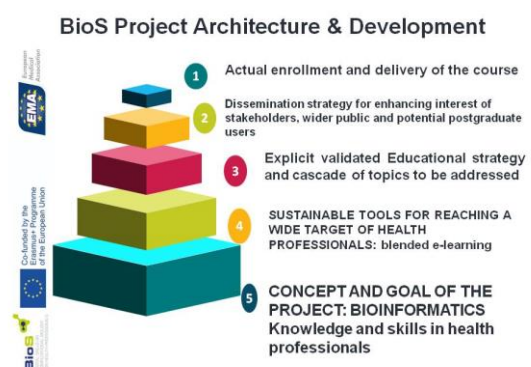 BioS Project Architecture & Development
European
Medical
Association
EMA
Co-funded by the
Erasmus+ Programme
of the European Union
BioS
1
Actual enrollment and delivery of the course
2
Dissemination strategy for enhancing interest of
stakeholders, wider public and potential postgraduate
users
3
Explicit validated Educational strategy
and cascade of topics to be addressed
4
SUSTAINABLE TOOLS FOR REACHING A
WIDE TARGET OF HEALTH
PROFESSIONALS: blended e-learning
5
CONCEPT AND GOAL OF THE
PROJECT: BIOINFORMATICS
Knowledge and skills in health
professionals